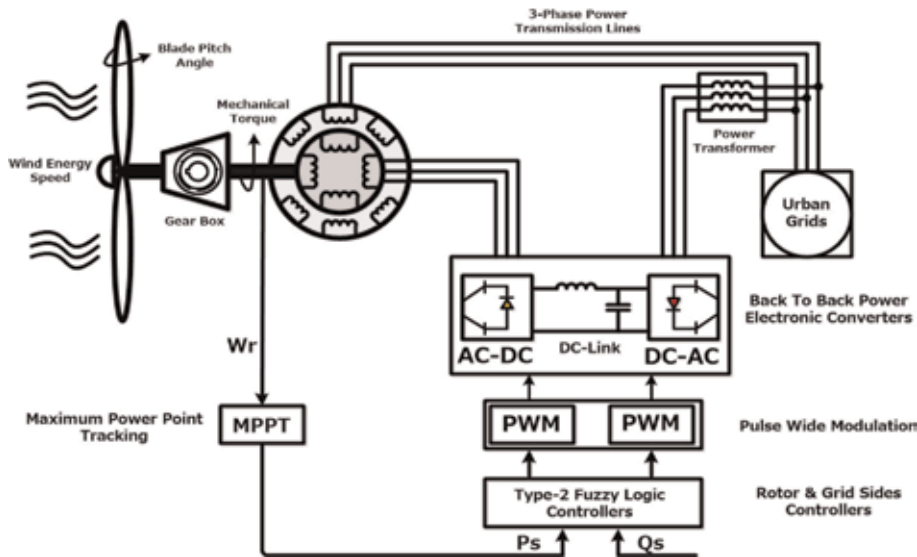 3-Phase Power
Transmission Lines
Blade Pitch
Angle
Mechanical
Torque
Wind Energy
Speed
Gear Box
Power
Transformer
Urban
Grids
Back To Back Power
Electronic Converters
AC-DC
DC-Link
DC-AC
Wr
Maximum Power Point
Tracking
MPPT
PWM
PWM
Pulse Wide Modulation
Type-2 Fuzzy Logic
Controllers
Rotor & Grid Sides
Controllers
Ps
Qs